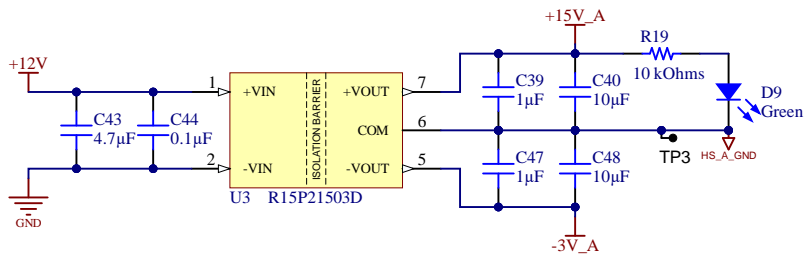 +15V_A
R19
10 kOhms
+12V
1
+VIN
ISOLATION BARRIER
+VOUT
7
C39
1µF
C40
10µF
D9
Green
C43
4.7µF
C44
0.1µF
COM
6
TP3
HS_A_GND
2
-VIN
-VOUT
5
C47
1µF
C48
10µF
U3
R15P21503D
GND
-3V_A